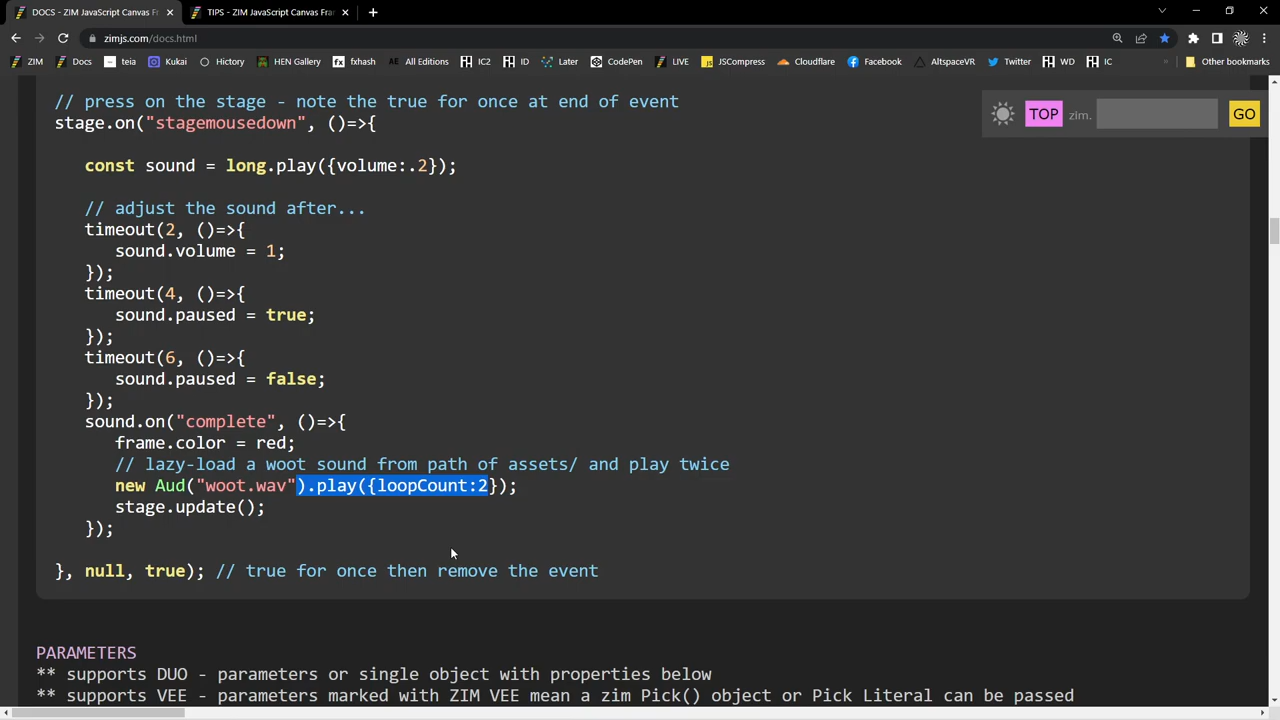 DOCS - ZIM JavaScript Canvas Fr
TIPS - ZIM JavaScript Canvas Fra
zimjs.com/docs.html
ZIM
Docs
teia
Kukai
History
HEN Gallery
fxhash
All Editions
IC2
ID
Later
CodePen
LIVE
JSCompress
Cloudflare
Facebook
AltspaceVR
Twitter
WD
IC
»
Other bookmarks
// press on the stage - note the true for once at end of event
stage.on("stagemousedown", ()=>{
TOP
zim.
GO
const sound = long.play({volume:.2});
// adjust the sound after...
timeout(2, ()=>{
sound.volume = 1;
});
timeout(4, ()=>{
sound.paused = true;
});
timeout(6, ()=>{
sound.paused = false;
});
sound.on("complete", ()=>{
frame.color = red;
// lazy-load a woot sound from path of assets/ and play twice
new Aud("woot.wav").play({loopCount:2});
stage.update();
});
}, null, true); // true for once then remove the event
PARAMETERS
** supports DUO - parameters or single object with properties below
** supports VEE - parameters marked with ZIM VEE mean a zim Pick() object or Pick Literal can be passed